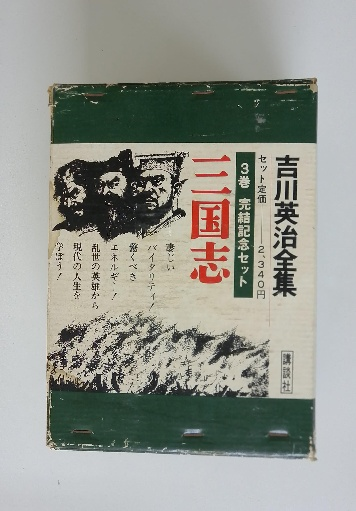 吉川英治全集
セット定価――2,340円
3巻 完結記念セット
三国志
凄じい
バイタリティ!
驚くべき
エネルギー!
乱世の英雄から
現代の人生を
学ぼう!
講談社